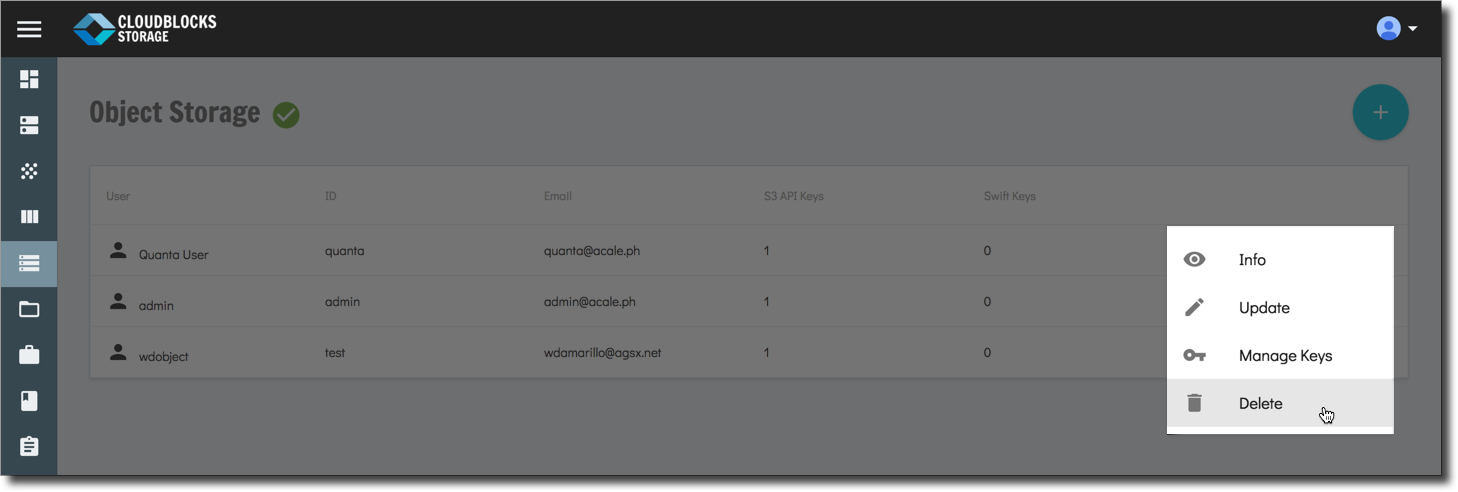 CLOUDBLOCKS
STORAGE
Object Storage
User ID Email S3 API Keys Swift Keys
Quanta User quanta quanta@acale.ph 1 0
admin admin admin@acale.ph 1 0
wdobject test wdamarillo@agsx.net 1 0
Info
Update
Manage Keys
Delete